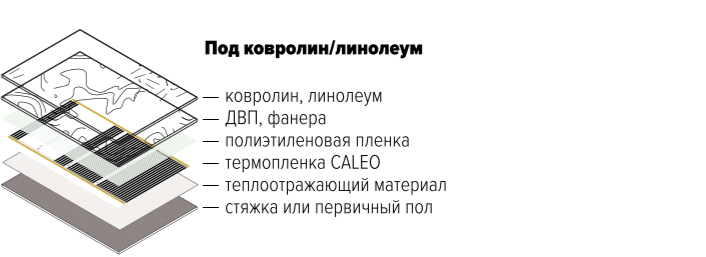 Под ковролин/линолеум
— ковролин, линолеум
— ДВП, фанера
— полиэтиленовая пленка
— термопленка CALEO
— теплоотражающий материал
— стяжка или первичный пол